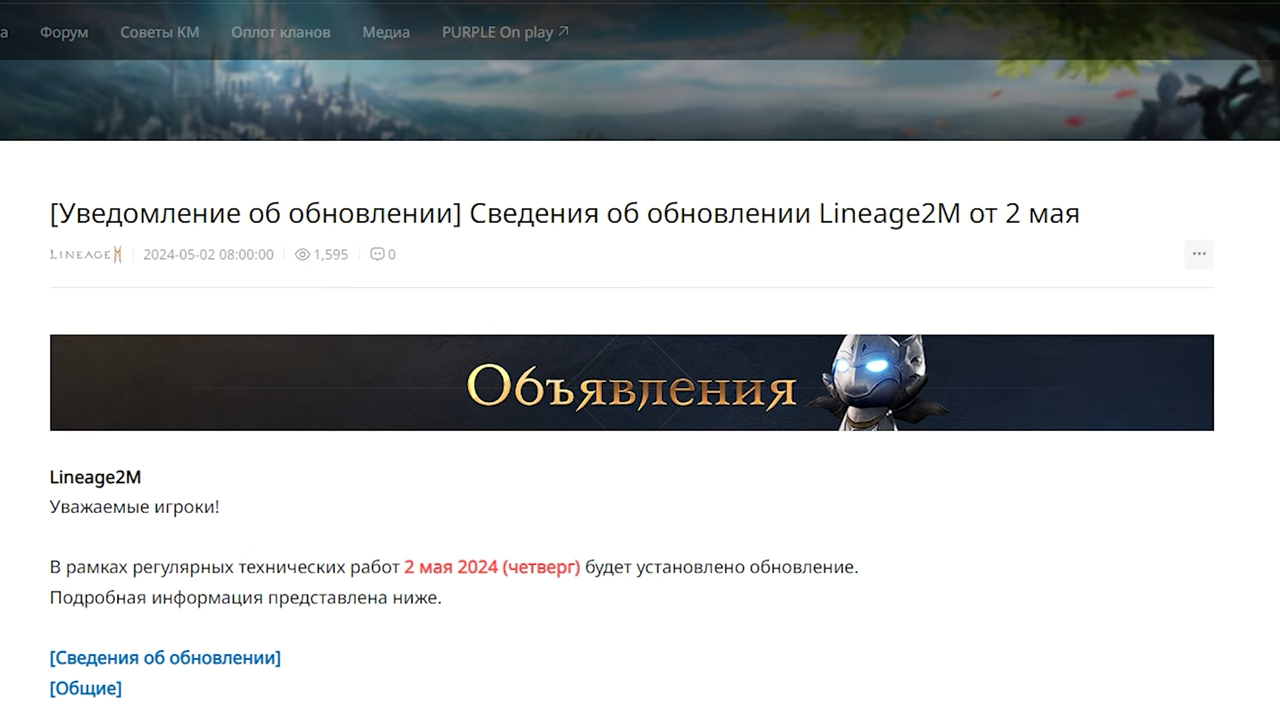 а Форум Советы КМ Оплот кланов Медиа PURPLE On play
[Уведомление об обновлении] Сведения об обновлении Lineage2M от 2 мая
LINEAGE M 2024-05-02 08:00:00 1,595 0
Объявления
Lineage2M
Уважаемые игроки!
В рамках регулярных технических работ 2 мая 2024 (четверг) будет установлено обновление.
Подробная информация представлена ниже.
[Сведения об обновлении]
[Общие]